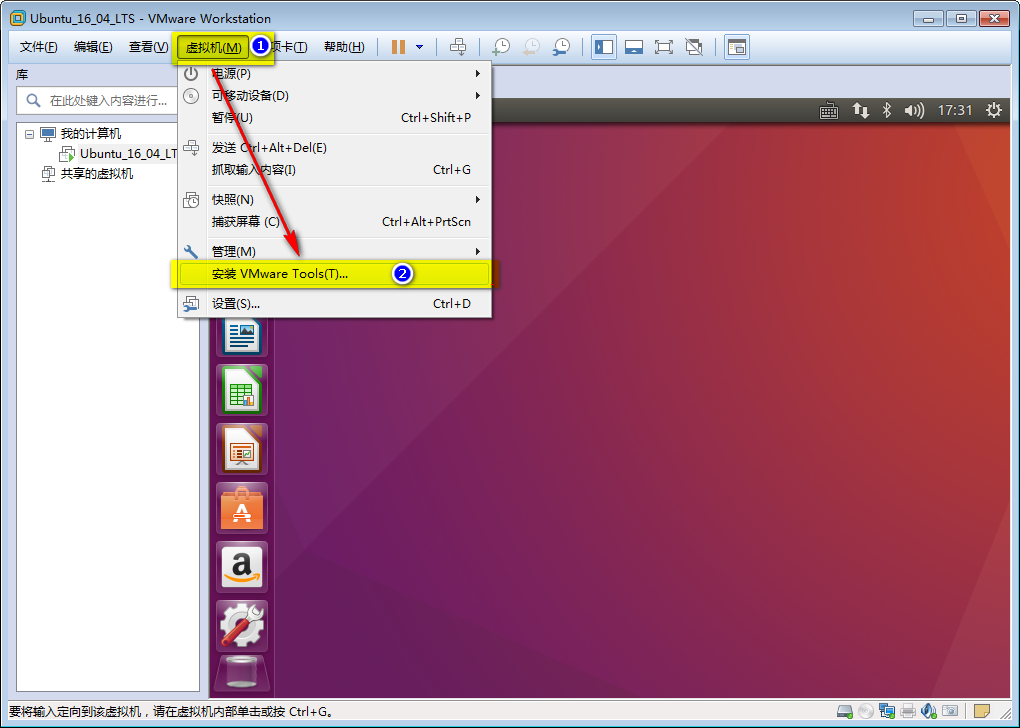 Ubuntu_16_04_LTS - VMware Workstation
文件(F) 编辑(E) 查看(V) 虚拟机(M) 1 项卡(T) 帮助(H)
库
在此处键入内容进行...
我的计算机
Ubuntu_16_04_LT
共享的虚拟机
电源(P)
可移动设备(D)
暂停(U) Ctrl+Shift+P
发送 Ctrl+Alt+Del(E)
抓取输入内容(I) Ctrl+G
快照(N)
捕获屏幕 (C) Ctrl+Alt+PrtScn
管理(M)
安装 VMware Tools(T)... 2
设置(S)... Ctrl+D
17:31
a
要将输入定向到该虚拟机，请在虚拟机内部单击或按 Ctrl+G。